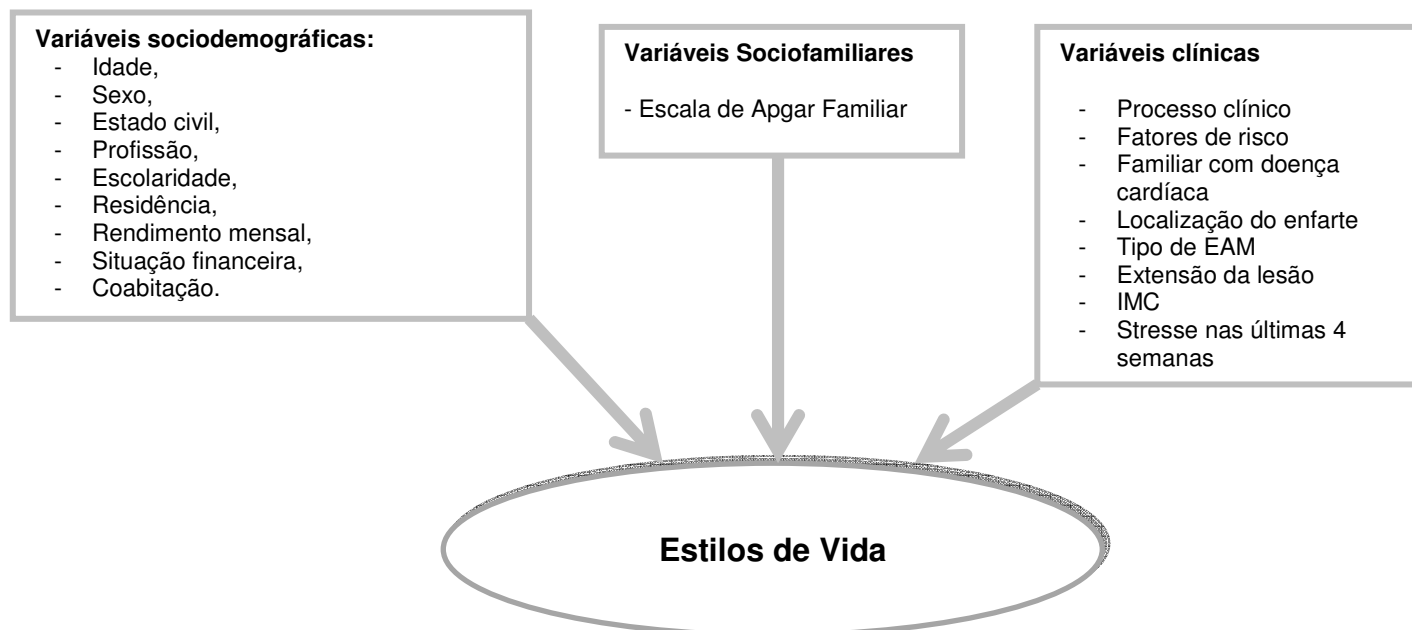 Variáveis sociodemográficas:
- Idade,
- Sexo,
- Estado civil,
- Profissão,
- Escolaridade,
- Residência,
- Rendimento mensal,
- Situação financeira,
- Coabitação.
Variáveis Sociofamiliares
- Escala de Apgar Familiar
Variáveis clínicas
- Processo clínico
- Fatores de risco
- Familiar com doença
cardíaca
- Localização do enfarte
- Tipo de EAM
- Extensão da lesão
- IMC
- Stresse nas últimas 4
semanas
Estilos de Vida